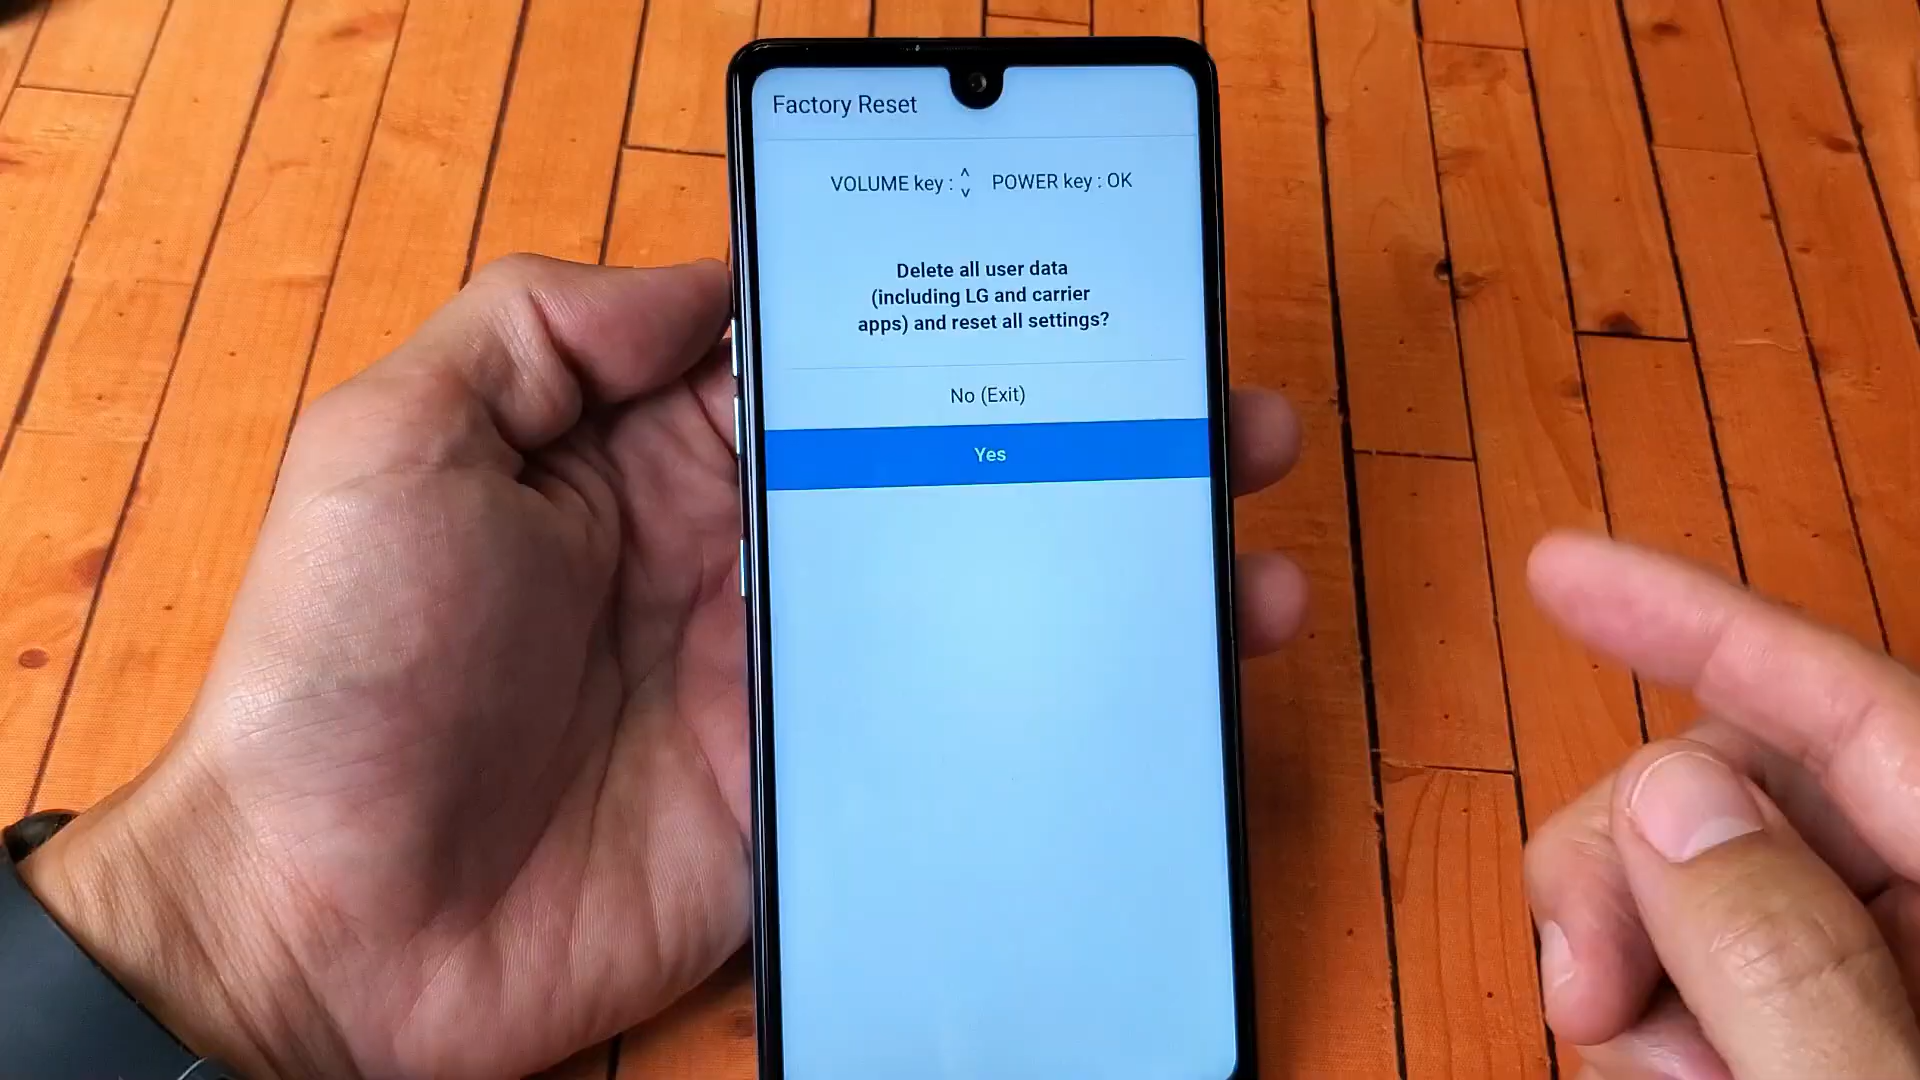 Factory Reset
VOLUME key : ^ v POWER key : OK
Delete all user data
(including LG and carrier
apps) and reset all settings?
No (Exit)
Yes